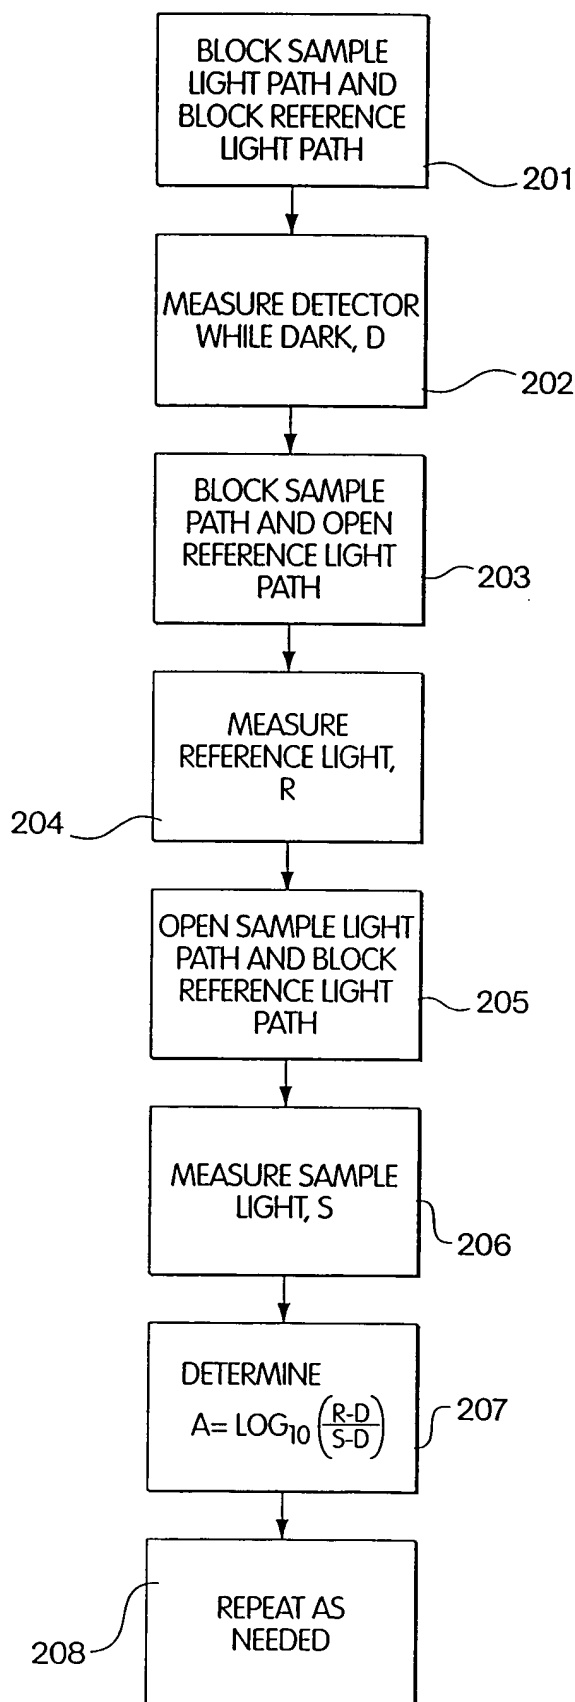 BLOCK SAMPLE
LIGHT PATH AND
BLOCK REFERENCE
LIGHT PATH
201
MEASURE DETECTOR
WHILE DARK, D
202
BLOCK SAMPLE
PATH AND OPEN
REFERENCE LIGHT
PATH
203
MEASURE
REFERENCE LIGHT,
R
204
OPEN SAMPLE LIGHT
PATH AND BLOCK
REFERENCE LIGHT
PATH
205
MEASURE SAMPLE
LIGHT, S
206
DETERMINE
A= LOG₁₀ (R-D/S-D)
207
REPEAT AS
NEEDED
208